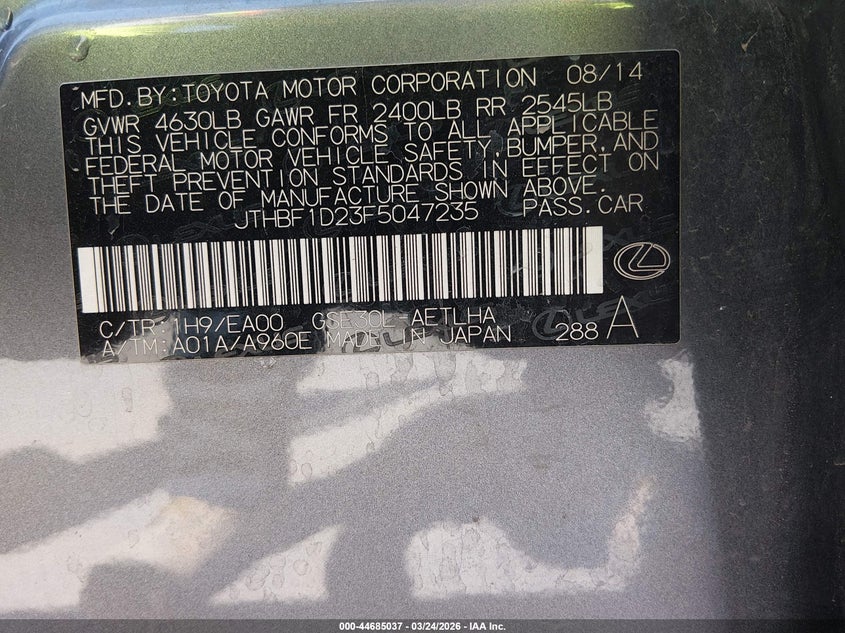 MFD.BY:TOYOTA MOTOR CORPORATION 08/14
GVWR 4630LB GAWR FR 2400LB RR 2545LB
THIS VEHICLE CONFORMS TO ALL APPLICABLE
FEDERAL MOTOR VEHICLE SAFETY,BUMPER,AND
THEFT PREVENTION STANDARDS IN EFFECT ON
THE DATE OF MANUFACTURE SHOWN ABOVE.
JTHBF1D23F5047235 PASS.CAR
C/TR:1H9/EA00 GSE30L-AETLHA
A/TM:A01A/A960E MADE IN JAPAN 288 A
LEXUS
000-44685037 - 03/24/2026 - IAA Inc.